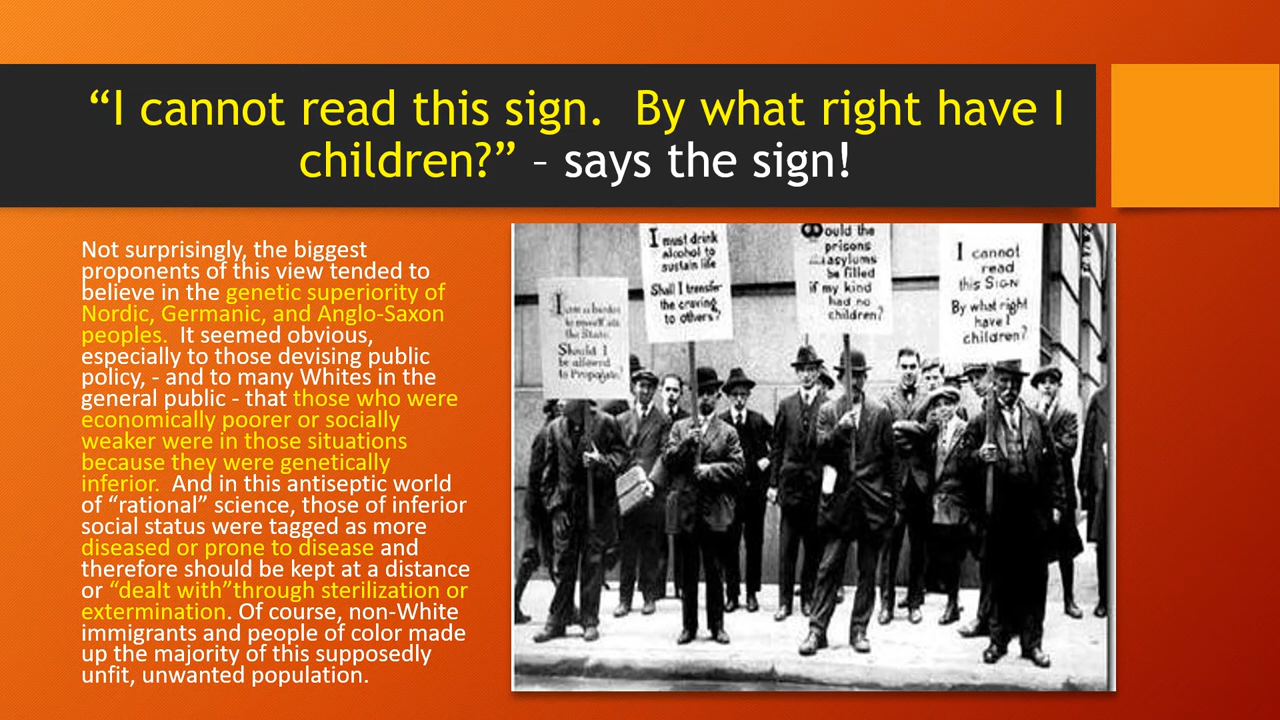 “I cannot read this sign.  By what right have I
children?” – says the sign!
Not surprisingly, the biggest
proponents of this view tended to
believe in the genetic superiority of
Nordic, Germanic, and Anglo-Saxon
peoples.  It seemed obvious,
especially to those devising public
policy, - and to many Whites in the
general public - that those who were
economically poorer or socially
weaker were in those situations
because they were genetically
inferior.  And in this antiseptic world
of “rational” science, those of inferior
social status were tagged as more
diseased or prone to disease and
therefore should be kept at a distance
or “dealt with”through sterilization or
extermination. Of course, non-White
immigrants and people of color made
up the majority of this supposedly
unfit, unwanted population.
I am a burden
to myself and
the State.
Should I
be allowed
to Propagate?
I must drink
alcohol to
sustain life
Shall I transfer
the craving
to others?
Would the
prisons
asylums
be filled
if my kind
had no
children?
I cannot
read
this SIGN
By what right
have I
children?